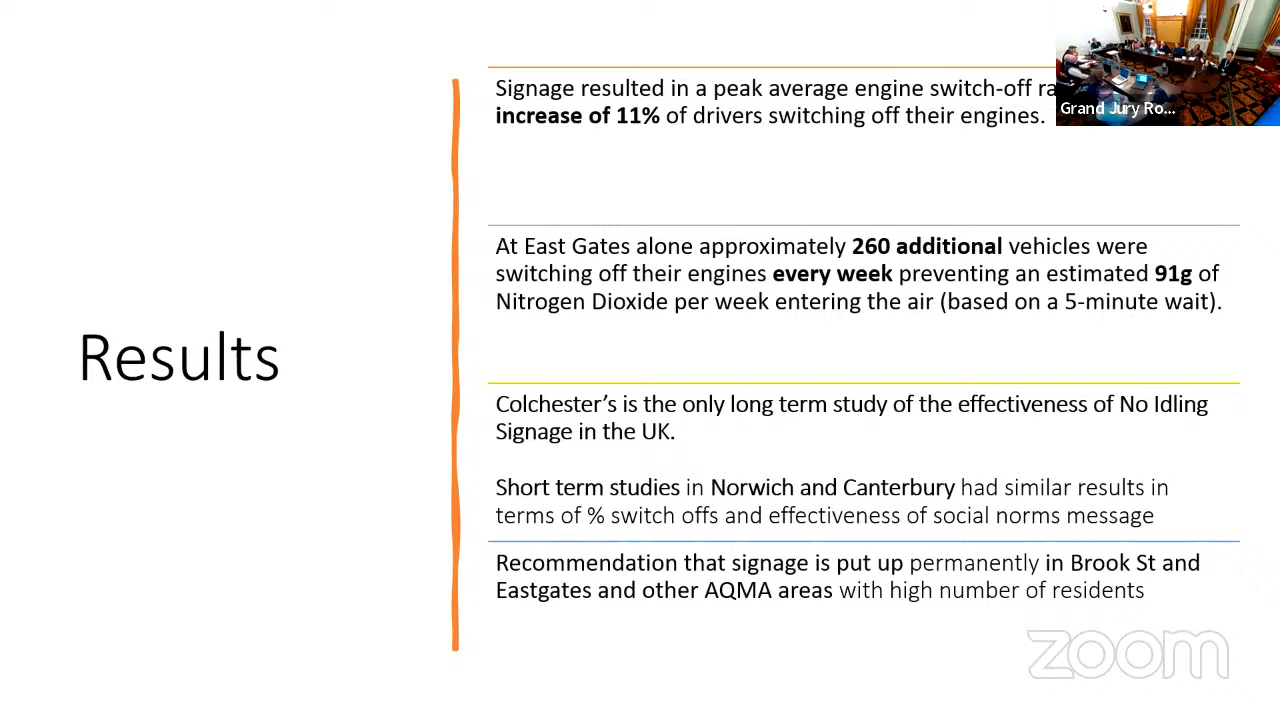 Signage resulted in a peak average engine switch-off
increase of 11% of drivers switching off their engines.
Grand Jury Ro...
At East Gates alone approximately 260 additional vehicles were
switching off their engines every week preventing an estimated 91g of
Nitrogen Dioxide per week entering the air (based on a 5-minute wait).
Results
Colchester’s is the only long term study of the effectiveness of No Idling
Signage in the UK.
Short term studies in Norwich and Canterbury had similar results in
terms of % switch offs and effectiveness of social norms message
Recommendation that signage is put up permanently in Brook St and
Eastgates and other AQMA areas with high number of residents
zoom